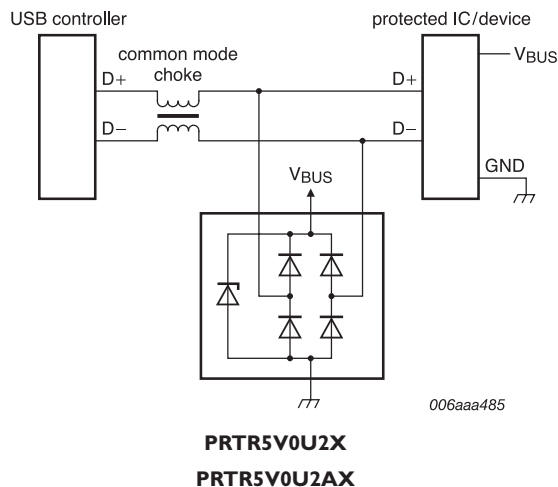 USB controller
protected IC/device
common mode
choke
VBUS
D+
D+
D−
D−
GND
VBUS
006aaa485
PRTR5V0U2X
PRTR5V0U2AX